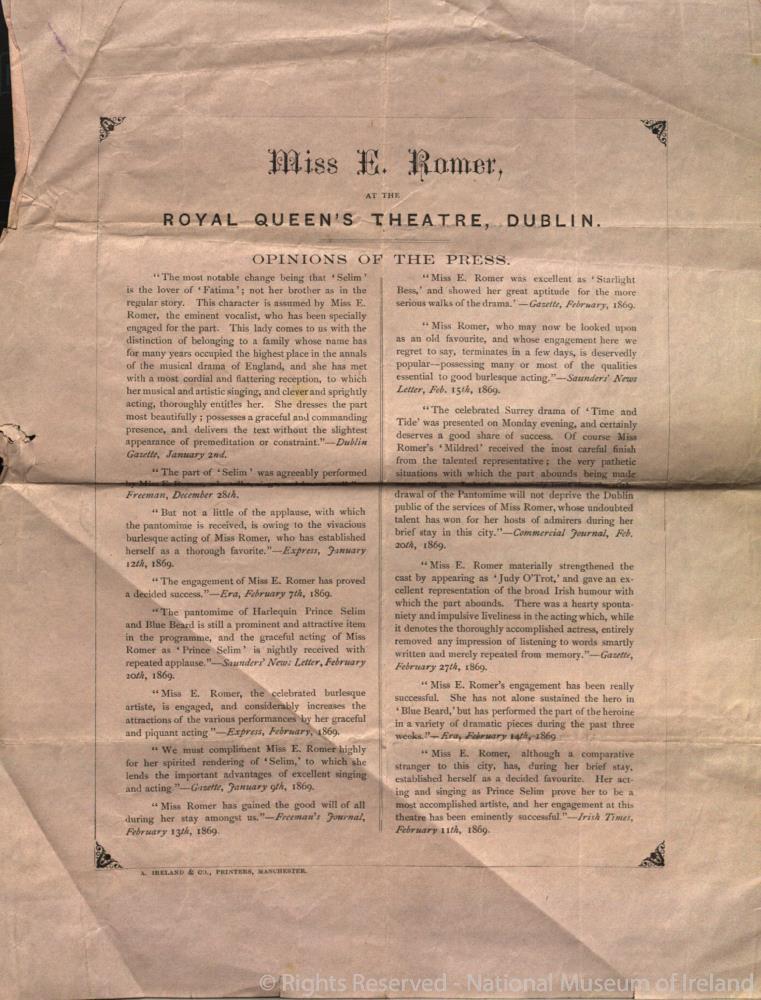 Miss E. Romer,
AT THE
ROYAL QUEEN'S THEATRE, DUBLIN.
OPINIONS OF THE PRESS.
"The most notable change being that 'Selim'
is the lover of 'Fatima'; not her brother as in the
regular story. This character is assumed by Miss E.
Romer, the eminent vocalist, who has been specially
engaged for the part. This lady comes to us with the
distinction of belonging to a family whose name has
for many years occupied the highest place in the annals
of the musical drama of England, and she has met
with a most cordial and flattering reception, to which
her musical and artistic singing, and clever and sprightly
acting, thoroughly entitles her. She dresses the part
most beautifully; possesses a graceful and commanding
presence, and delivers the text without the slightest
appearance of premeditation or constraint."—Dublin
Gazette, January 2nd.
"The part of 'Selim' was agreeably performed
by Miss E.
Freeman, December 28th.
"But not a little of the applause, with which
the pantomime is received, is owing to the vivacious
burlesque acting of Miss Romer, who has established
herself as a thorough favorite."—Express, January
12th, 1869.
"The engagement of Miss E. Romer has proved
a decided success."—Era, February 7th, 1869.
"The pantomime of Harlequin Prince Selim
and Blue Beard is still a prominent and attractive item
in the programme, and the graceful acting of Miss
Romer as 'Prince Selim' is nightly received with
repeated applause."—Saunders' News Letter, February
20th, 1869.
"Miss E. Romer, the celebrated burlesque
artiste, is engaged, and considerably increases the
attractions of the various performances by her graceful
and piquant acting"—Express, February, 1869.
"We must compliment Miss E. Romer highly
for her spirited rendering of 'Selim,' to which she
lends the important advantages of excellent singing
and acting"—Gazette, January 9th, 1869.
"Miss Romer has gained the good will of all
during her stay amongst us."—Freeman's Journal,
February 13th, 1869.
"Miss E. Romer was excellent as 'Starlight
Bess,' and showed her great aptitude for the more
serious walks of the drama.'—Gazette, February, 1869.
"Miss Romer, who may now be looked upon
as an old favourite, and whose engagement here we
regret to say, terminates in a few days, is deservedly
popular—possessing many or most of the qualities
essential to good burlesque acting."—Saunders' News
Letter, Feb. 15th, 1869.
"The celebrated Surrey drama of 'Time and
Tide' was presented on Monday evening, and certainly
deserves a good share of success. Of course Miss
Romer's 'Mildred' received the most careful finish
from the talented representative; the very pathetic
situations with which the part abounds being made
drawal of the Pantomime will not deprive the Dublin
public of the services of Miss Romer, whose undoubted
talent has won for her hosts of admirers during her
brief stay in this city."—Commercial Journal, Feb.
20th, 1869.
"Miss E. Romer materially strengthened the
cast by appearing as 'Judy O'Trot,' and gave an ex-
cellent representation of the broad Irish humour with
which the part abounds. There was a hearty sponta-
niety and impulsive liveliness in the acting which, while
it denotes the thoroughly accomplished actress, entirely
removed any impression of listening to words smartly
written and merely repeated from memory."—Gazette,
February 27th, 1869.
"Miss E. Romer's engagement has been really
successful. She has not alone sustained the hero in
'Blue Beard,' but has performed the part of the heroine
in a variety of dramatic pieces during the past three
weeks."—Era, February 14th, 1869
"Miss E. Romer, although a comparative
stranger to this city, has, during her brief stay,
established herself as a decided favourite. Her act-
ing and singing as Prince Selim prove her to be a
most accomplished artiste, and her engagement at this
theatre has been eminently successful."—Irish Times,
February 11th, 1869.
A. IRELAND & CO., PRINTERS, MANCHESTER.
© Rights Reserved - National Museum of Ireland